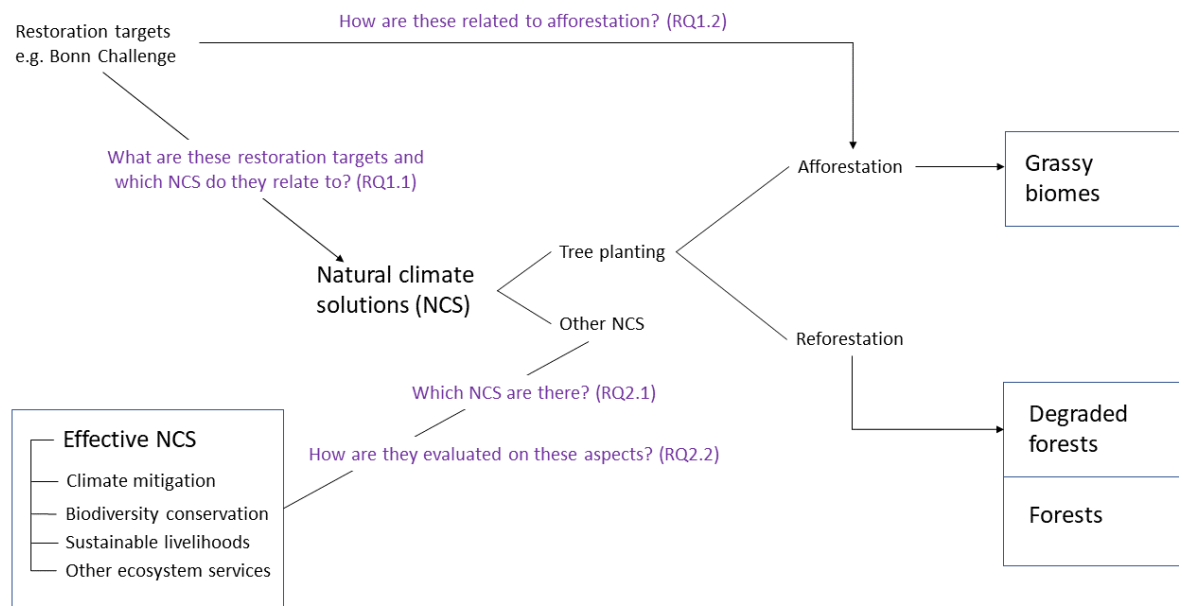 How are these related to afforestation? (RQ1.2)
Restoration targets
e.g. Bonn Challenge
What are these restoration targets and
which NCS do they relate to? (RQ1.1)
Afforestation
Grassy
biomes
Tree planting
Natural climate
solutions (NCS)
Other NCS
Reforestation
Which NCS are there? (RQ2.1)
How are they evaluated on these aspects? (RQ2.2)
Degraded
forests
Forests
Effective NCS
Climate mitigation
Biodiversity conservation
Sustainable livelihoods
Other ecosystem services